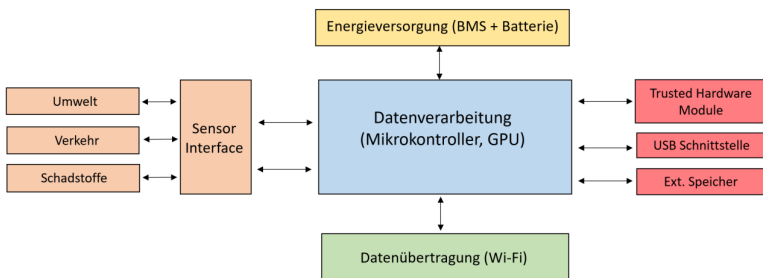 Energieversorgung (BMS + Batterie)
Umwelt
Verkehr
Schadstoffe
Sensor
Interface
Datenverarbeitung
(Mikrokontroller, GPU)
Trusted Hardware
Module
USB Schnittstelle
Ext. Speicher
Datenübertragung (Wi-Fi)